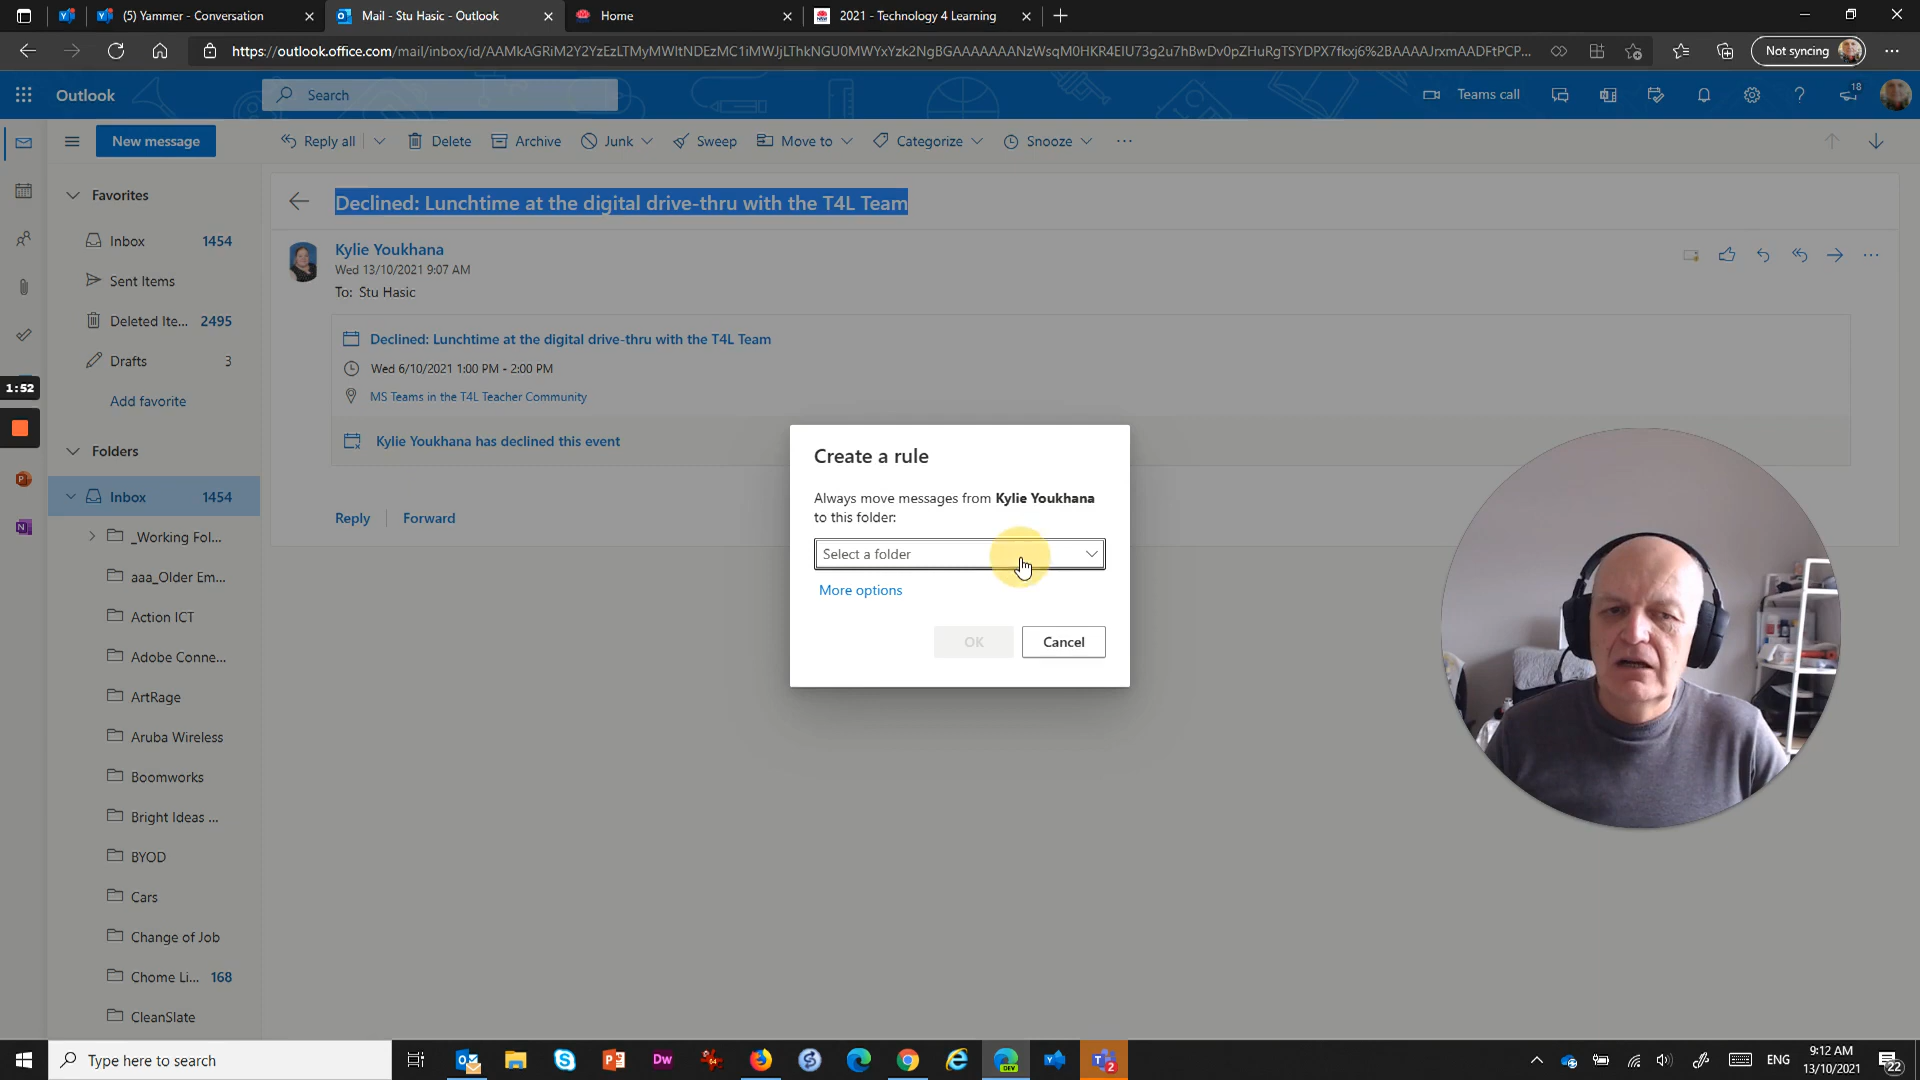 (5) Yammer - Conversation
Mail - Stu Hasic - Outlook
Home
2021 - Technology 4 Learning
Not syncing
Outlook
Search
Teams call
18
New message
Reply all
Delete
Archive
Junk
Sweep
Move to
Categorize
Snooze
Favorites
Inbox 1454
Sent Items
Deleted Ite... 2495
Drafts 3
Add favorite
1:52
Folders
Inbox 1454
_Working Fol...
aaa_Older Em...
Action ICT
Adobe Conne...
ArtRage
Aruba Wireless
Boomworks
Bright Ideas ...
BYOD
Cars
Change of Job
Chome Li... 168
CleanSlate
Declined: Lunchtime at the digital drive-thru with the T4L Team
Kylie Youkhana
Wed 13/10/2021 9:07 AM
To: Stu Hasic
Declined: Lunchtime at the digital drive-thru with the T4L Team
Wed 6/10/2021 1:00 PM - 2:00 PM
MS Teams in the T4L Teacher Community
Kylie Youkhana has declined this event
Reply
Forward
Create a rule
Always move messages from Kylie Youkhana
to this folder:
Select a folder
More options
OK
Cancel
Type here to search
Dw
DEV
2
ENG
9:12 AM
13/10/2021
22